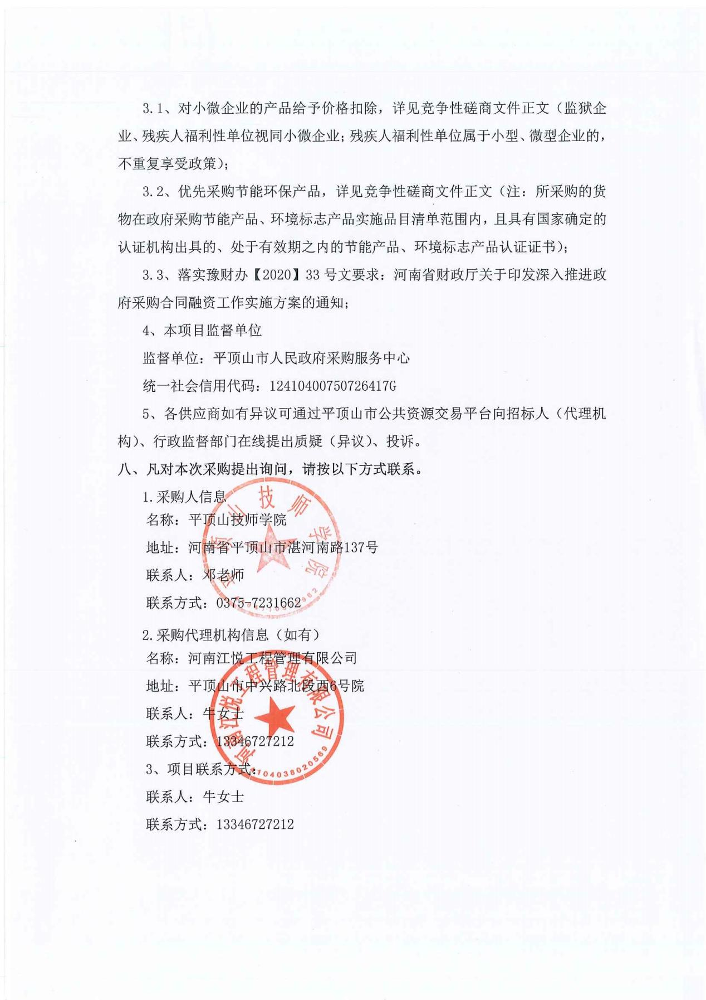 3.1、对小微企业的产品给予价格扣除，详见竞争性磋商文件正文（监狱企
业、残疾人福利性单位视同小微企业；残疾人福利性单位属于小型、微型企业的，
不重复享受政策）；
3.2、优先采购节能环保产品，详见竞争性磋商文件正文（注：所采购的货
物在政府采购节能产品、环境标志产品实施品目清单范围内，且具有国家确定的
认证机构出具的、处于有效期之内的节能产品、环境标志产品认证证书）；
3.3、落实豫财办【2020】33 号文要求：河南省财政厅关于印发深入推进政
府采购合同融资工作实施方案的通知；
4、本项目监督单位
监督单位：平顶山市人民政府采购服务中心
统一社会信用代码：12410400750726417G
5、各供应商如有异议可通过平顶山市公共资源交易平台向招标人（代理机
构）、行政监督部门在线提出质疑（异议）、投诉。
八、凡对本次采购提出询问，请按以下方式联系。
1.采购人信息
名称：平顶山技师学院
地址：河南省平顶山市湛河南路137号
联系人：邓老师
联系方式：0375-7231662
平顶山技师学院
2.采购代理机构信息（如有）
名称：河南江悦工程管理有限公司
地址：平顶山市中兴路北段西6号院
联系人：牛女士
联系方式：13346727212
河南江悦工程管理有限公司
4104038020569
3、项目联系方式：
联系人：牛女士
联系方式：13346727212